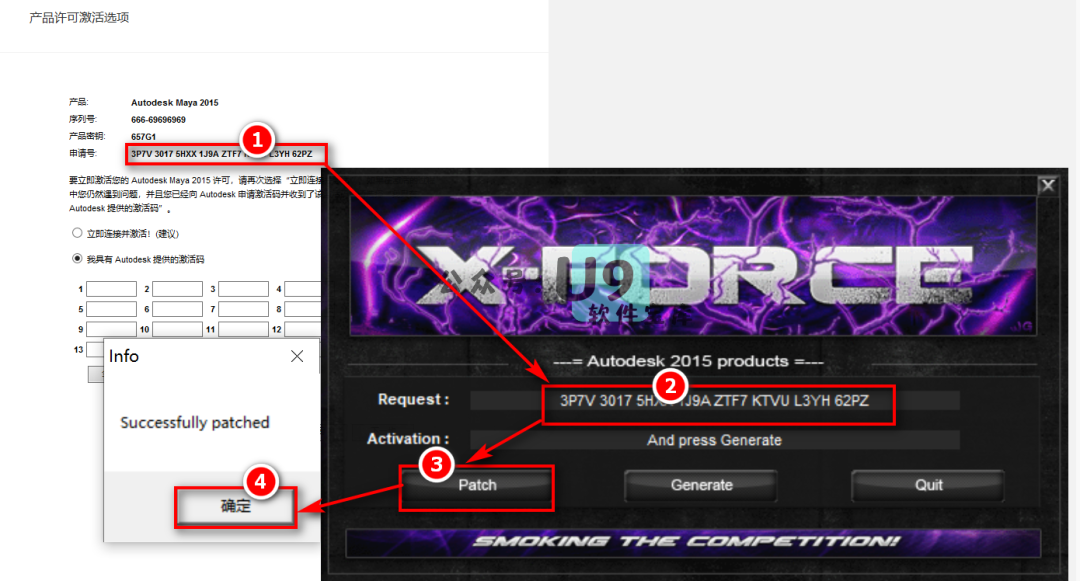 产品许可激活选项
产品: Autodesk Maya 2015
序列号: 666-69696969
产品密钥: 657G1
申请号: 3P7V 3017 5HXX 1J9A ZTF7 L3YH 62PZ
1
要立即激活您的 Autodesk Maya 2015 许可，请再次选择“立即连接
中您仍然遇到问题，并且您已经向 Autodesk 申请激活码并收到了该
Autodesk 提供的激活码”。
立即连接并激活! (建议)
我具有 Autodesk 提供的激活码
1 2 3 4
5 6 7 8
9 10 11 12
13
Info
Successfully patched
4
确定
X-FORCE
公众号
U9
软件
JG
---= Autodesk 2015 products =---
2
Request : 3P7V 3017 5HXX 1J9A ZTF7 KTVU L3YH 62PZ
Activation : And press Generate
3
Patch Generate Quit
SMOKING THE COMPETITION!